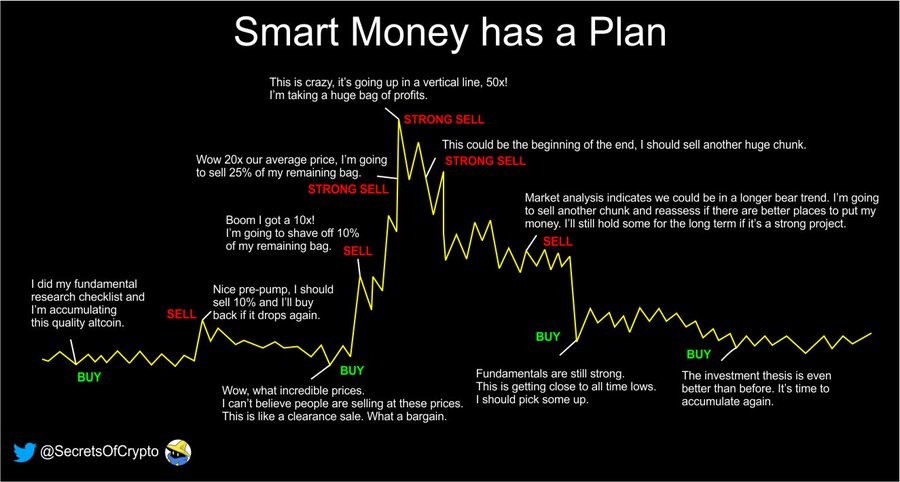 Smart Money has a Plan
This is crazy, it's going up in a vertical line, 50x!
I'm taking a huge bag of profits.
STRONG SELL
This could be the beginning of the end, I should sell another huge chunk.
STRONG SELL
Wow 20x our average price, I'm going
to sell 25% of my remaining bag.
STRONG SELL
Market analysis indicates we could be in a longer bear trend. I'm going
to sell another chunk and reassess if there are better places to put my
money. I'll still hold some for the long term if it's a strong project.
SELL
Boom I got a 10x!
I'm going to shave off 10%
of my remaining bag.
SELL
I did my fundamental
research checklist and
I'm accumulating
this quality altcoin.
BUY
SELL
Nice pre-pump, I should
sell 10% and I'll buy
back if it drops again.
BUY
Wow, what incredible prices.
I can't believe people are selling at these prices.
This is like a clearance sale. What a bargain.
BUY
Fundamentals are still strong.
This is getting close to all time lows.
I should pick some up.
BUY
The investment thesis is even
better than before. It's time to
accumulate again.
@SecretsOfCrypto